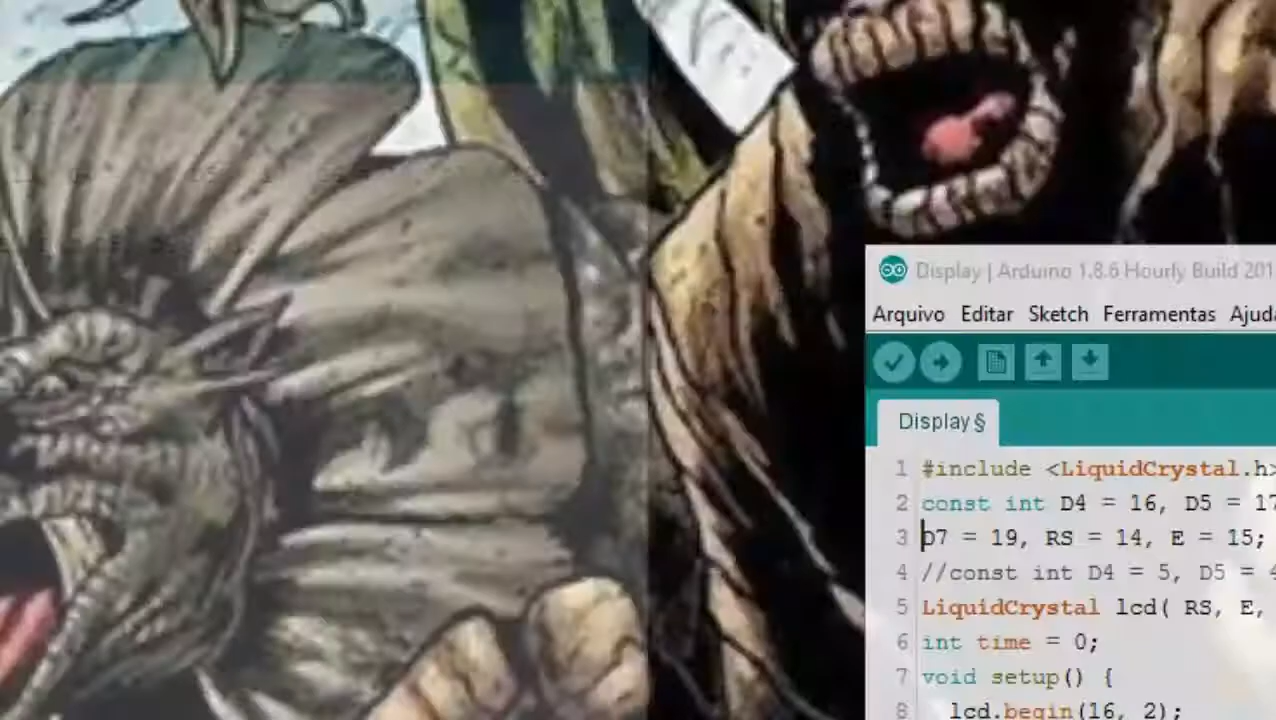 Display | Arduino 1.8.6 Hourly Build 201
Arquivo Editar Sketch Ferramentas Ajuda
Display §
1 #include <LiquidCrystal.h>
2 const int D4 = 16, D5 = 17
3 D7 = 19, RS = 14, E = 15;
4 //const int D4 = 5, D5 = 4
5 LiquidCrystal lcd( RS, E,
6 int time = 0;
7 void setup() {
8 lcd.begin(16, 2);